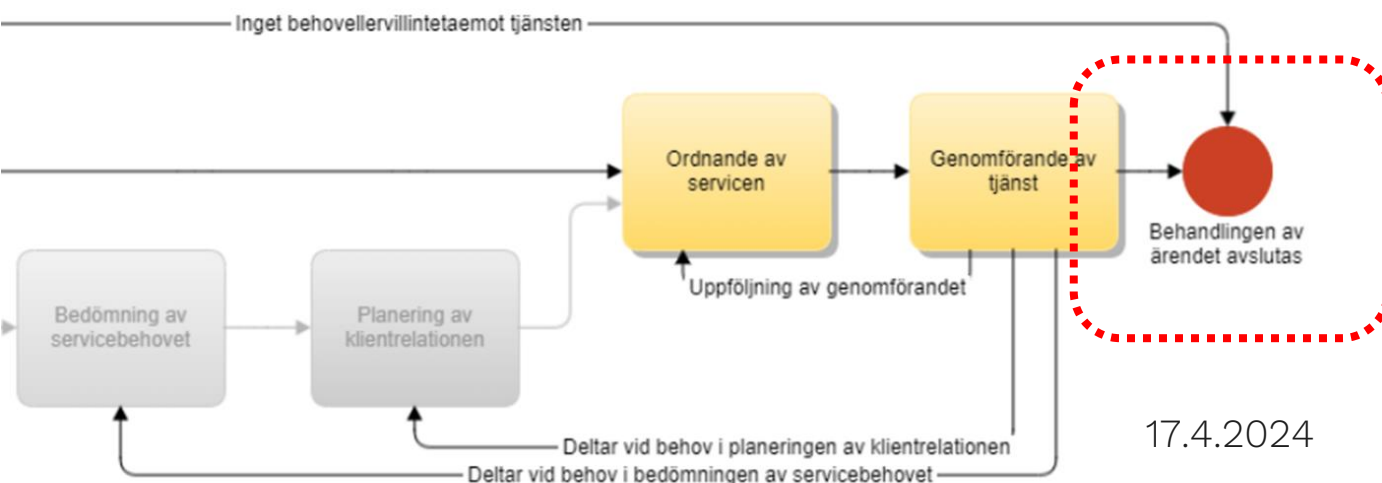 Inget behovellervillintetaemot tjänsten
Ordnande av
servicen
Genomförande av
tjänst
Behandlingen av
ärendet avslutas
Uppföljning av genomförandet
Bedömning av
servicebehovet
Planering av
klientrelationen
Deltar vid behov i planeringen av klientrelationen
Deltar vid behov i bedömningen av servicebehovet
17.4.2024